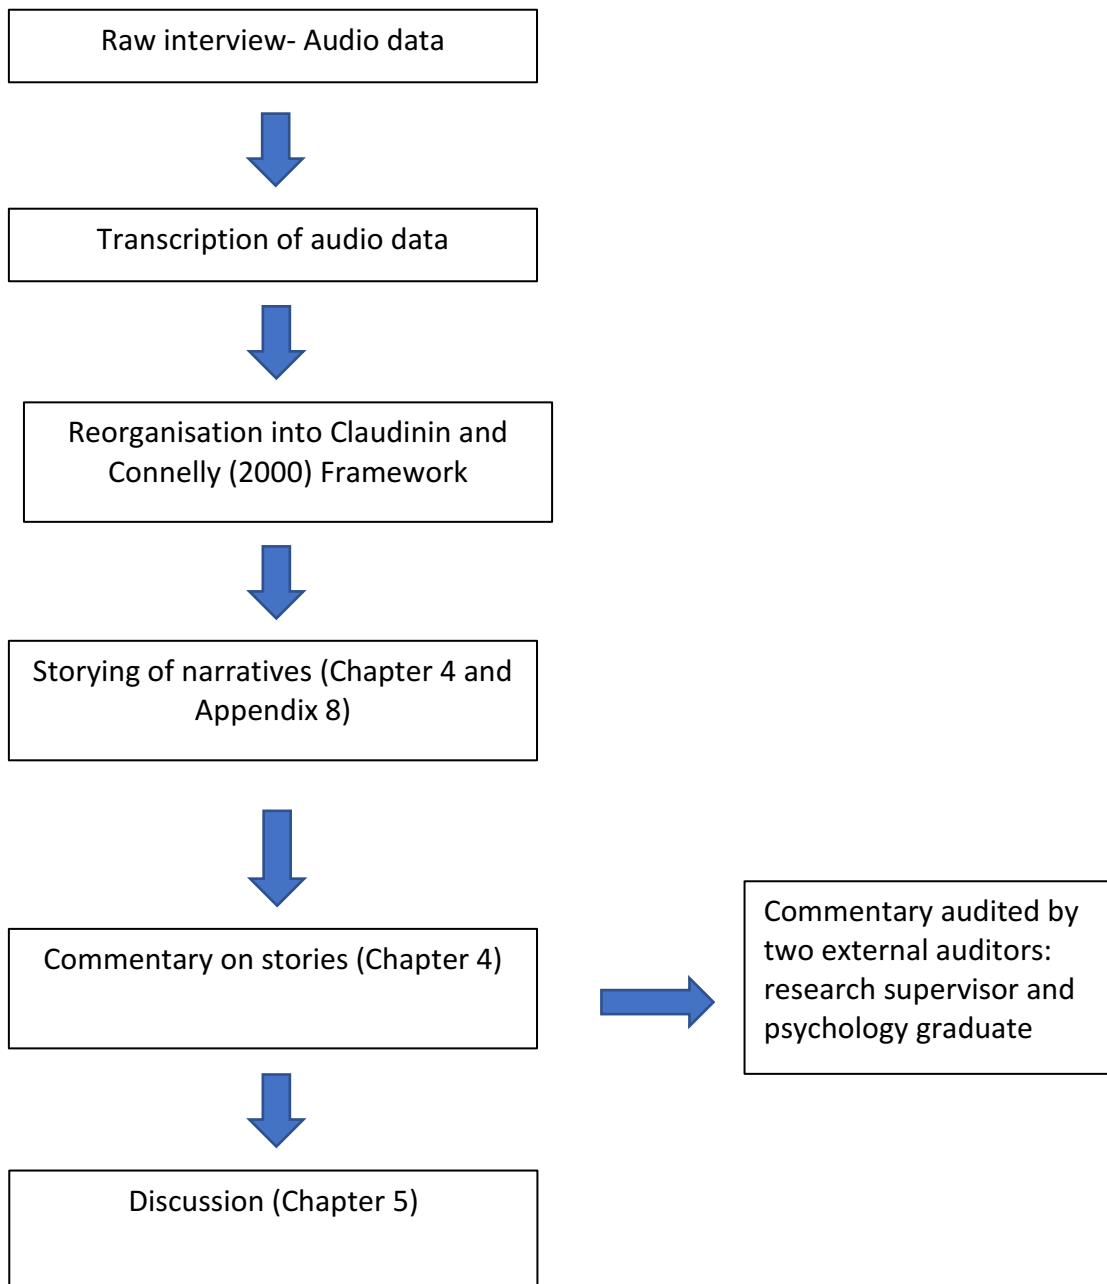 Raw interview- Audio data
Transcription of audio data
Reorganisation into Claudinin and
Connelly (2000) Framework
Storying of narratives (Chapter 4 and
Appendix 8)
Commentary on stories (Chapter 4)
Commentary audited by
two external auditors:
research supervisor and
psychology graduate
Discussion (Chapter 5)